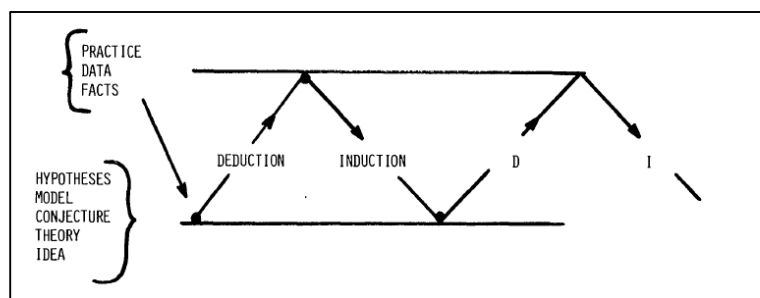 PRACTICE
DATA
FACTS
DEDUCTION
INDUCTION
D
I
HYPOTHESES
MODEL
CONJECTURE
THEORY
IDEA